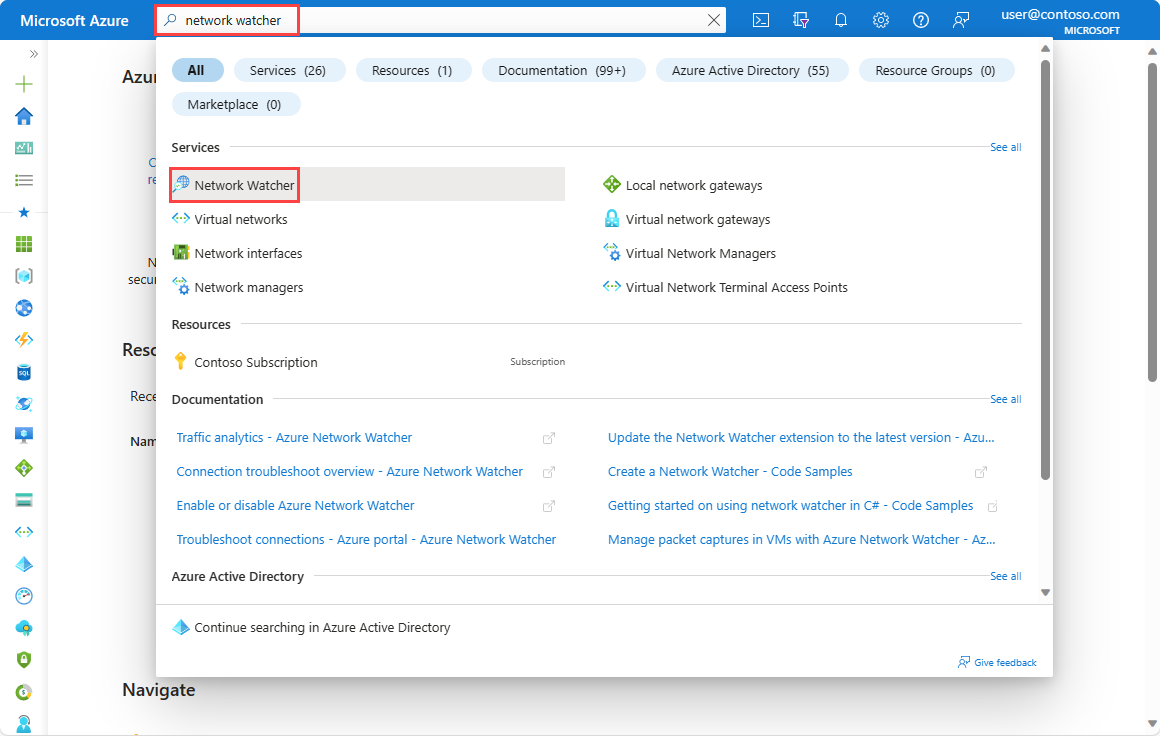 Microsoft Azure
network watcher
user@contoso.com
MICROSOFT
All
Services (26)
Resources (1)
Documentation (99+)
Azure Active Directory (55)
Resource Groups (0)
Marketplace (0)
Services
See all
Network Watcher
Local network gateways
Virtual networks
Virtual network gateways
Network interfaces
Virtual Network Managers
Network managers
Virtual Network Terminal Access Points
Resources
Contoso Subscription
Subscription
Documentation
See all
Traffic analytics - Azure Network Watcher
Update the Network Watcher extension to the latest version - Azu...
Connection troubleshoot overview - Azure Network Watcher
Create a Network Watcher - Code Samples
Enable or disable Azure Network Watcher
Getting started on using network watcher in C# - Code Samples
Troubleshoot connections - Azure portal - Azure Network Watcher
Manage packet captures in VMs with Azure Network Watcher - Az...
Azure Active Directory
See all
Continue searching in Azure Active Directory
Give feedback
Navigate
SQL